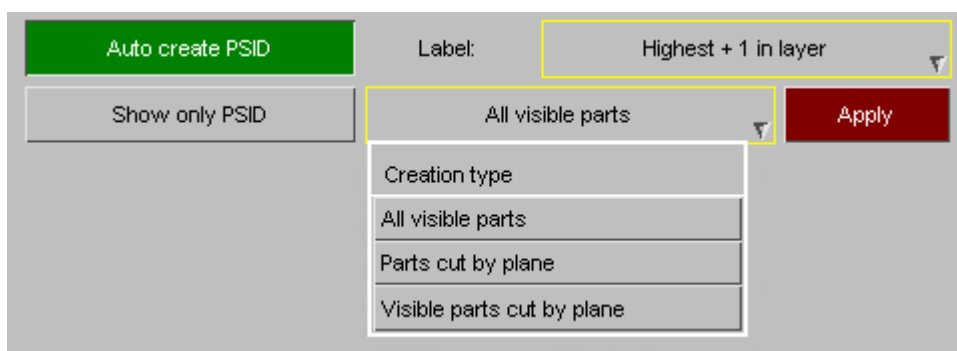 Auto create PSID Label: Highest + 1 in layer
Show only PSID All visible parts Apply
Creation type
All visible parts
Parts cut by plane
Visible parts cut by plane